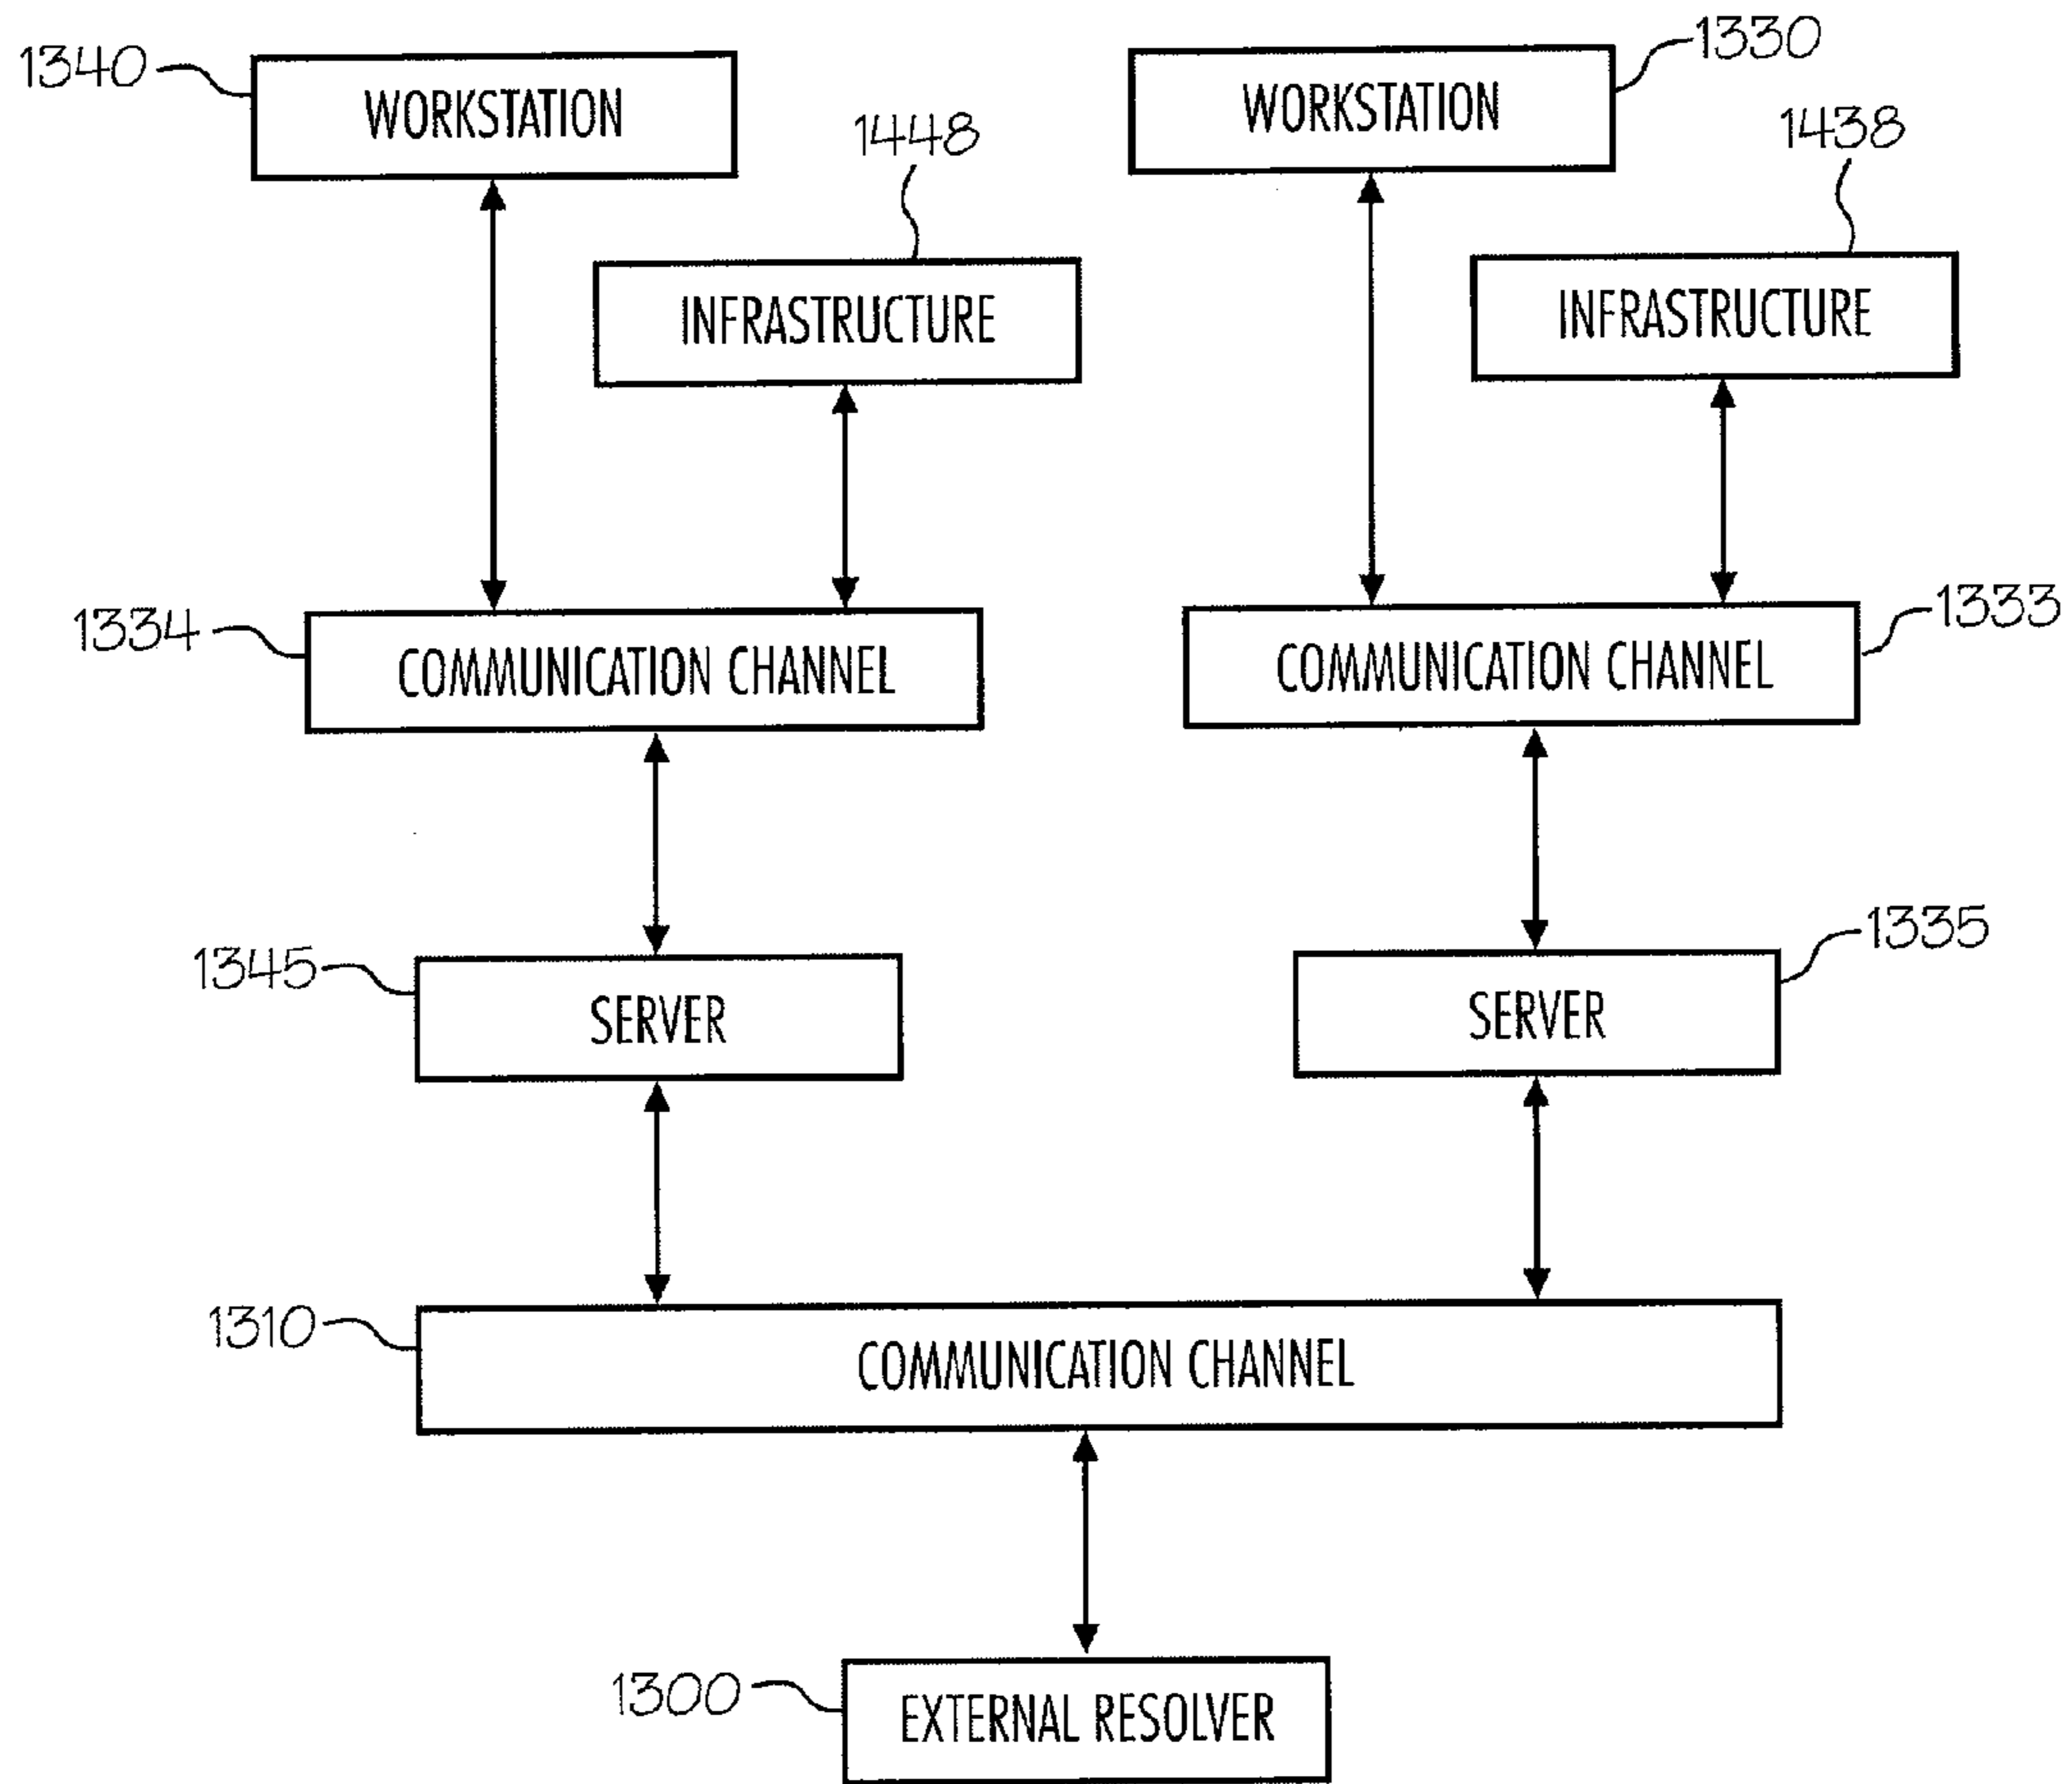 1340
WORKSTATION
1330
WORKSTATION
1448
INFRASTRUCTURE
1438
INFRASTRUCTURE
1334
COMMUNICATION CHANNEL
1333
COMMUNICATION CHANNEL
1345
SERVER
1335
SERVER
1310
COMMUNICATION CHANNEL
1300
EXTERNAL RESOLVER